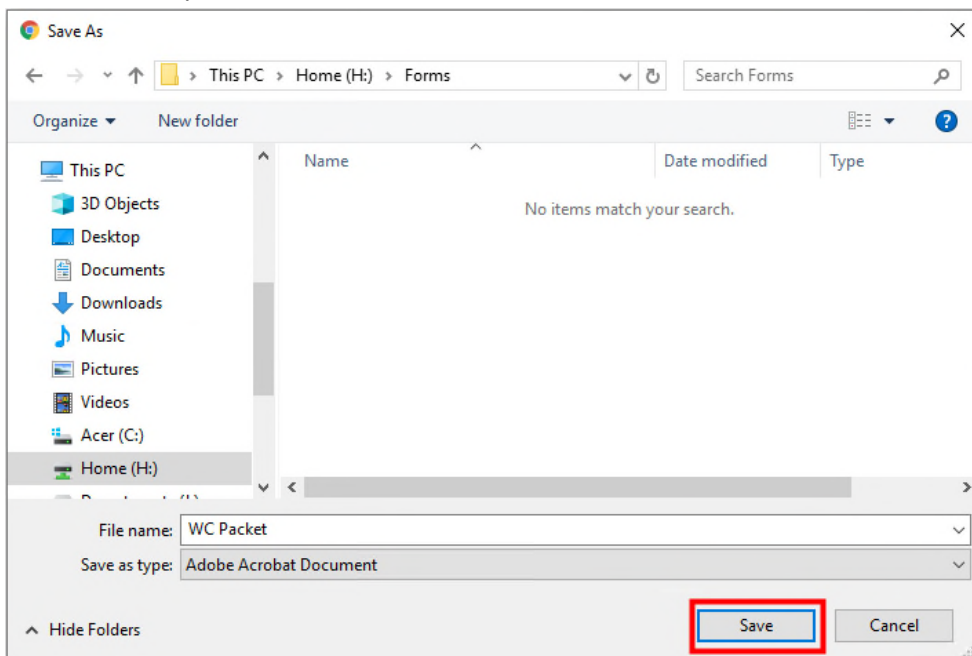 Save As
This PC > Home (H:) > Forms
Search Forms
Organize
New folder
Name
Date modified
Type
This PC
No items match your search.
3D Objects
Desktop
Documents
Downloads
Music
Pictures
Videos
Acer (C:)
Home (H:)
File name: WC Packet
Save as type: Adobe Acrobat Document
Hide Folders
Save
Cancel